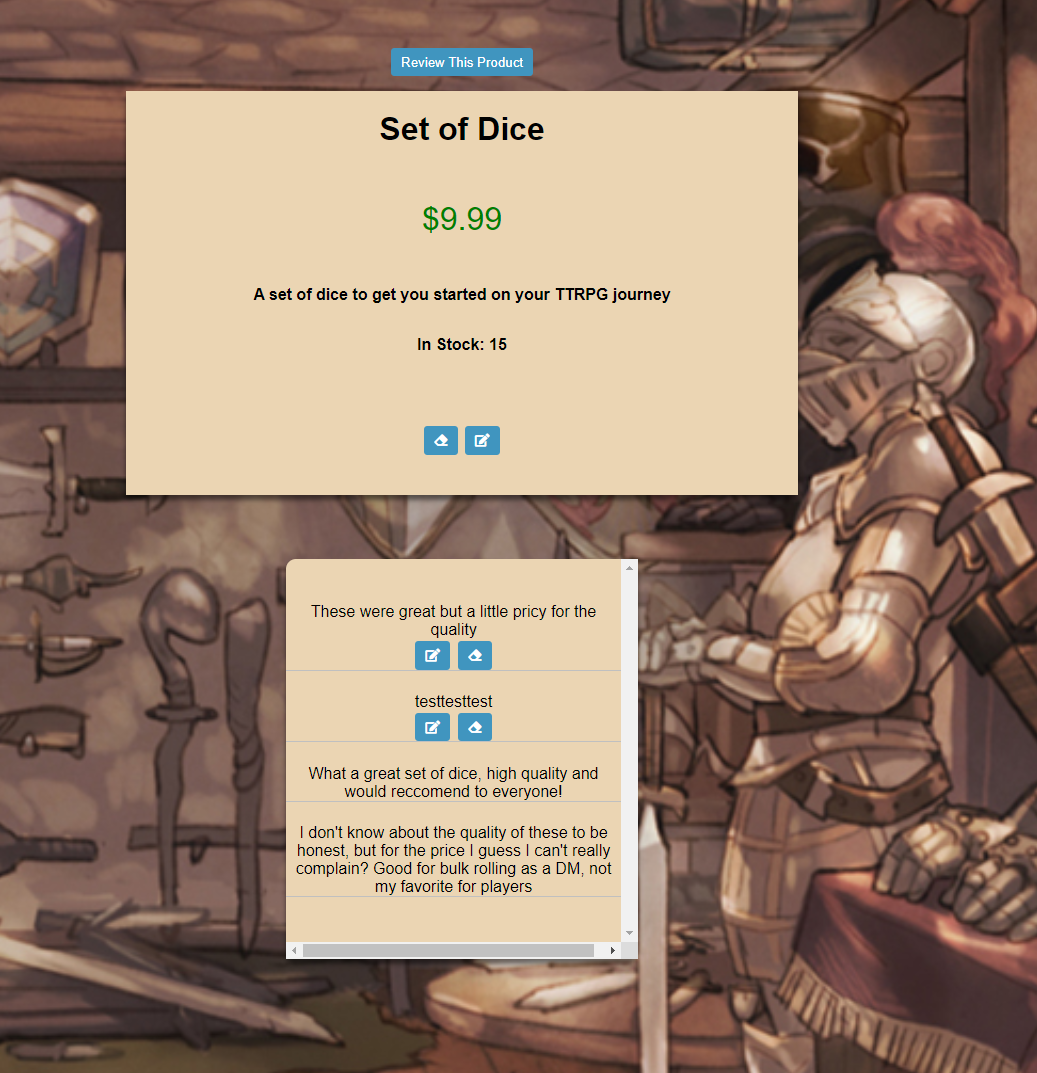 Review This Product
Set of Dice
$9.99
A set of dice to get you started on your TTRPG journey
In Stock: 15
These were great but a little pricy for the
quality
testtesttest
What a great set of dice, high quality and
would reccomend to everyone!
I don't know about the quality of these to be
honest, but for the price I guess I can't really
complain? Good for bulk rolling as a DM, not
my favorite for players